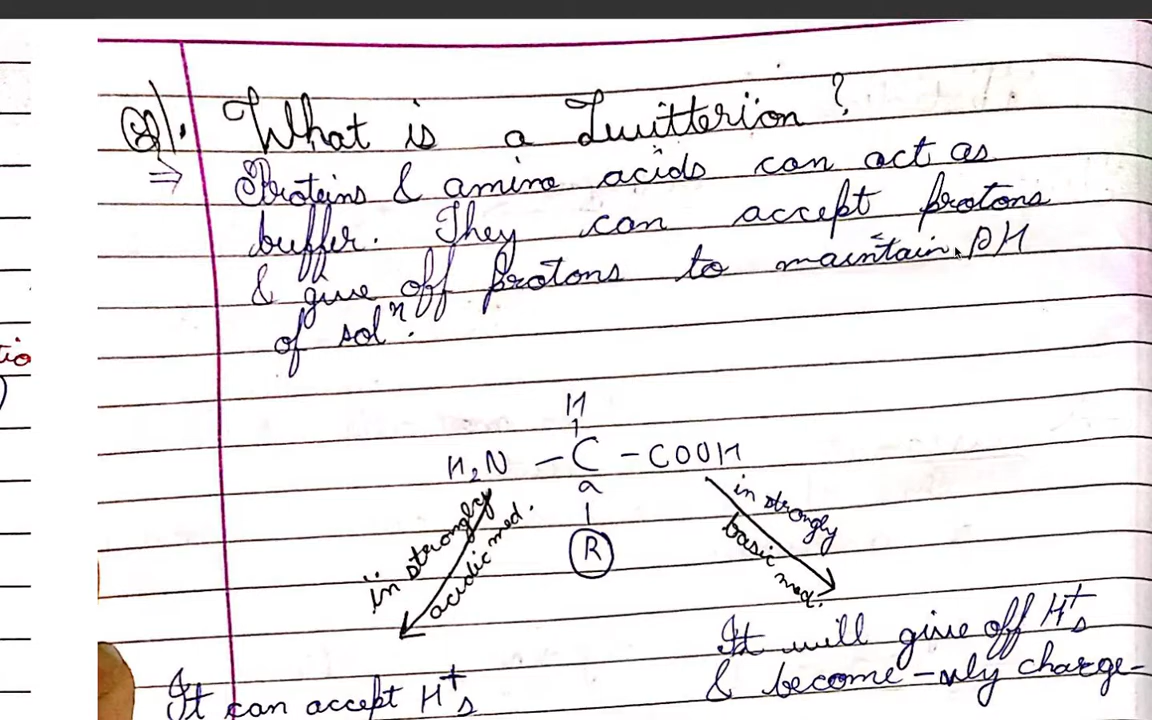 tio
Q). What is a Zwitterion?
⇒ Proteins & amino acids can act as
buffer. They can accept protons
& give off protons to maintain PH
of solⁿ.
H
H₂N – C – COOH
a
R
in strongly
acidic med.
in strongly
basic med.
It will give off H⁺s
& become –vly charge-
It can accept H⁺s